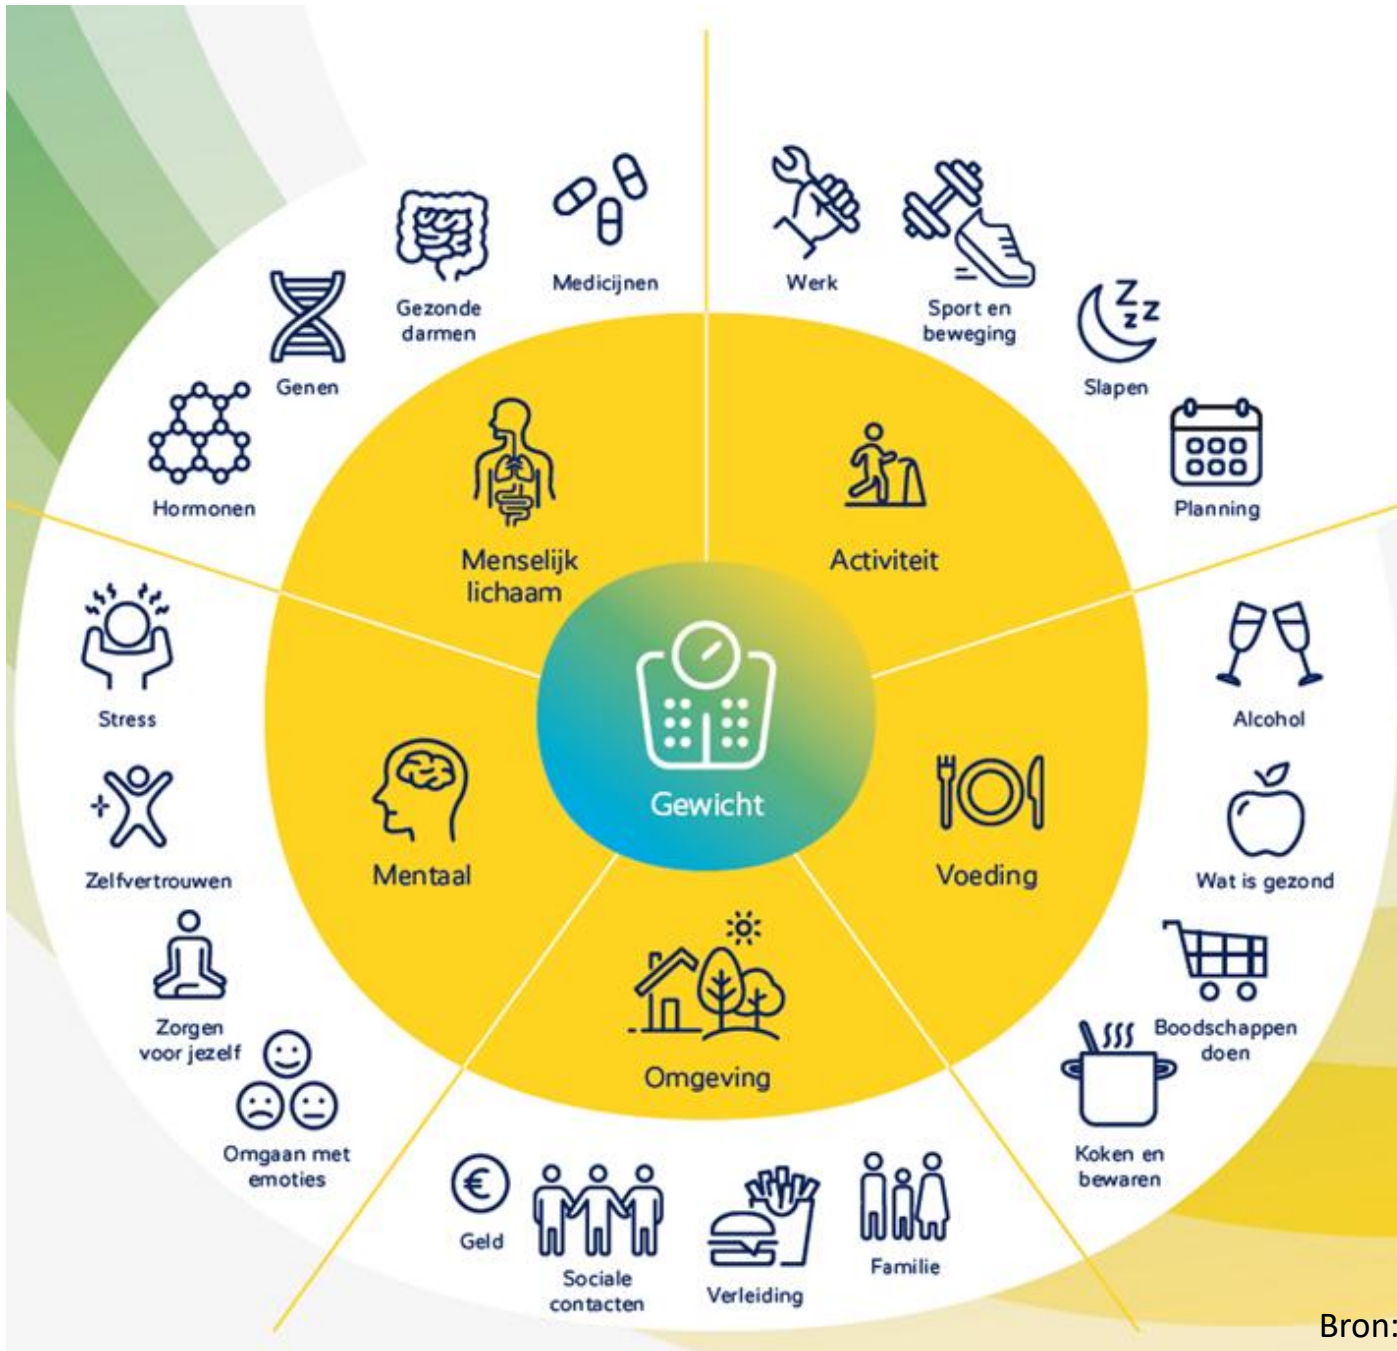 Medicijnen
Gezonde
darmen
Genen
Hormonen
Werk
Sport en
beweging
Z z z z
Slapen
Planning
Menselijk
lichaam
Activiteit
Stress
Zelfvertrouwen
Zorgen
voor jezelf
Omgaan met
emoties
Mentaal
Gewicht
Voeding
Alcohol
Wat is gezond
Boodschappen
doen
Koken en
bewaren
Omgeving
€
Geld
Sociale
contacten
Verleiding
Familie
Bron: